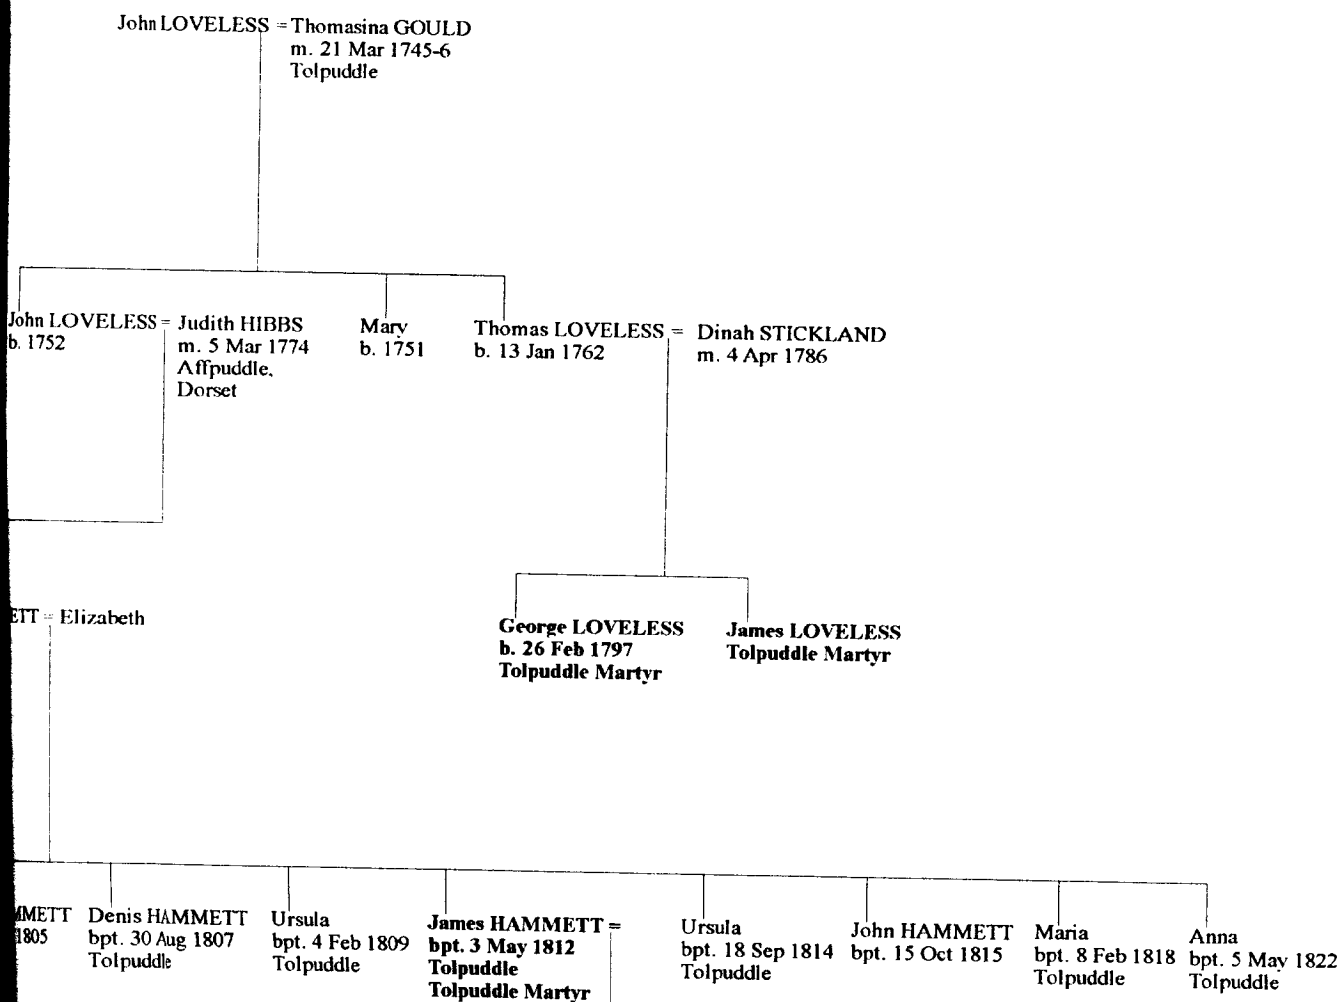 John LOVELESS = Thomasina GOULD
m. 21 Mar 1745-6
Tolpuddle
John LOVELESS = Judith HIBBS
b. 1752
m. 5 Mar 1774
Affpuddle,
Dorset
Mary
b. 1751
Thomas LOVELESS = Dinah STICKLAND
b. 13 Jan 1762
m. 4 Apr 1786
ETT = Elizabeth
George LOVELESS
b. 26 Feb 1797
Tolpuddle Martyr
James LOVELESS
Tolpuddle Martyr
MMETT
1805
Denis HAMMETT
bpt. 30 Aug 1807
Tolpuddle
Ursula
bpt. 4 Feb 1809
Tolpuddle
James HAMMETT =
bpt. 3 May 1812
Tolpuddle
Tolpuddle Martyr
Ursula
bpt. 18 Sep 1814
Tolpuddle
John HAMMETT
bpt. 15 Oct 1815
Maria
bpt. 8 Feb 1818
Tolpuddle
Anna
bpt. 5 May 1822
Tolpuddle